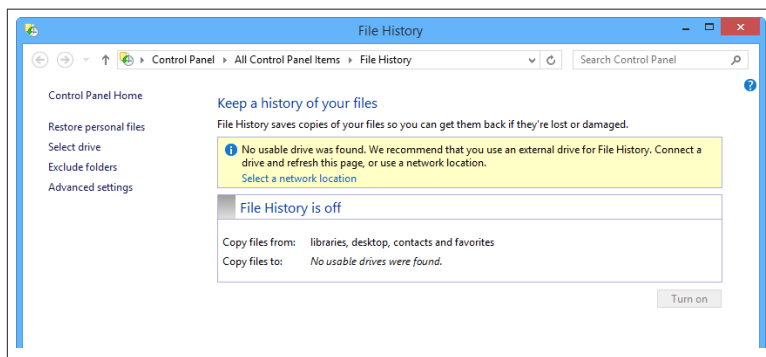 File History
Control Panel ▸ All Control Panel Items ▸ File History
Search Control Panel
Control Panel Home
Restore personal files
Select drive
Exclude folders
Advanced settings
Keep a history of your files
File History saves copies of your files so you can get them back if they're lost or damaged.
No usable drive was found. We recommend that you use an external drive for File History. Connect a
drive and refresh this page, or use a network location.
Select a network location
File History is off
Copy files from: libraries, desktop, contacts and favorites
Copy files to: No usable drives were found.
Turn on